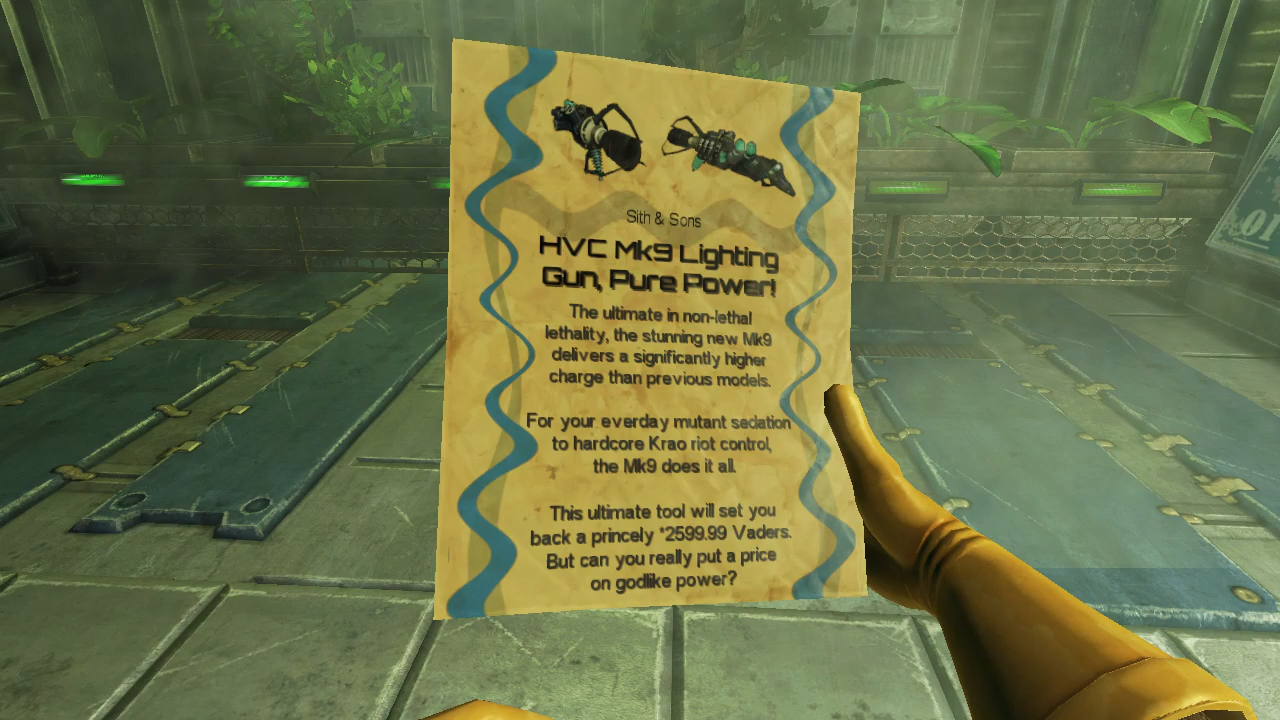 Sith & Sons
HVC Mk9 Lighting
Gun, Pure Power!
The ultimate in non-lethal
lethality, the stunning new Mk9
delivers a significantly higher
charge than previous models.
For your everday mutant sedation
to hardcore Krao riot control,
the Mk9 does it all.
This ultimate tool will set you
back a princely *2599.99 Vaders.
But can you really put a price
on godlike power?